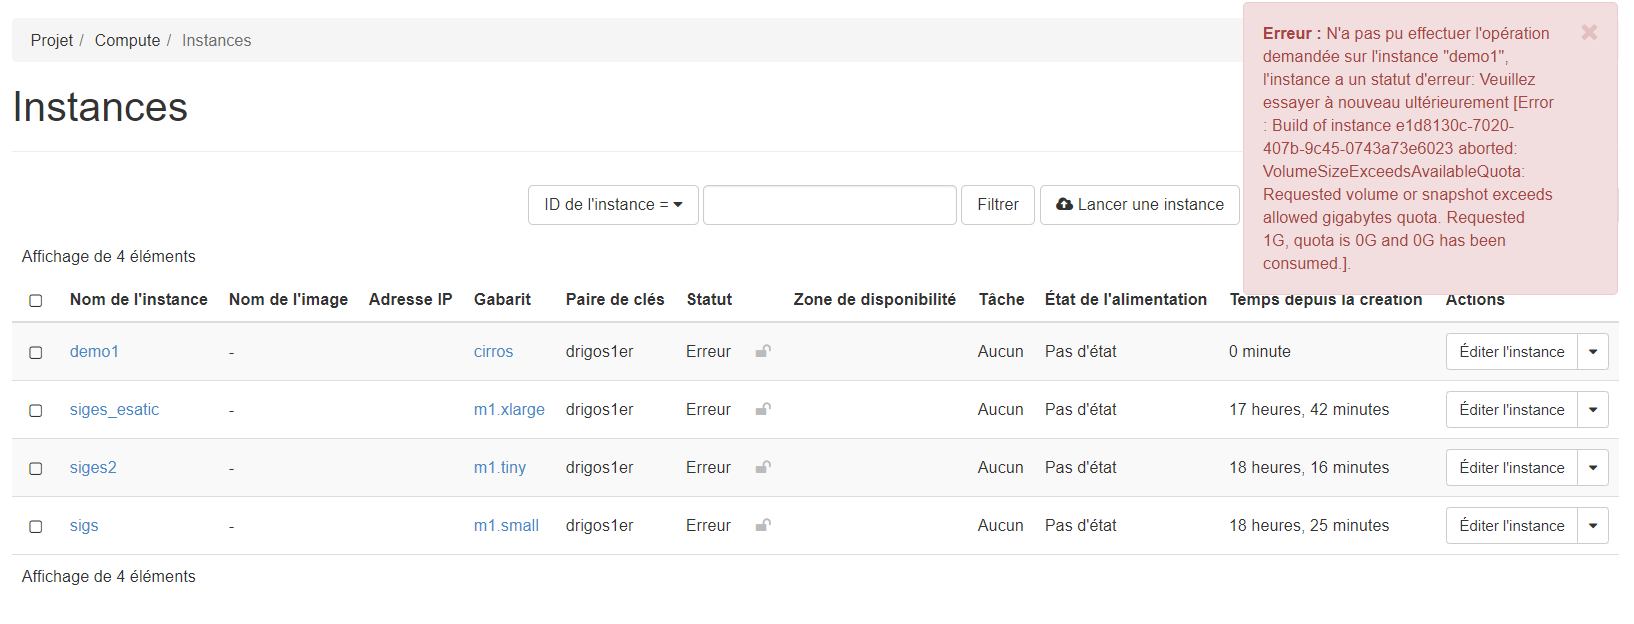 Projet / Compute / Instances
Erreur : N'a pas pu effectuer l'opération
demandée sur l'instance "demo1",
l'instance a un statut d'erreur: Veuillez
essayer à nouveau ultérieurement [Error
: Build of instance e1d8130c-7020-
407b-9c45-0743a73e6023 aborted:
VolumeSizeExceedsAvailableQuota:
Requested volume or snapshot exceeds
allowed gigabytes quota. Requested
1G, quota is 0G and 0G has been
consumed.].
Instances
ID de l'instance = Filtrer Lancer une instance
Affichage de 4 éléments
Nom de l'instance Nom de l'image Adresse IP Gabarit Paire de clés Statut Zone de disponibilité Tâche État de l'alimentation Temps depuis la création Actions
demo1 - cirros drigos1er Erreur Aucun Pas d'état 0 minute Éditer l'instance
siges_esatic - m1.xlarge drigos1er Erreur Aucun Pas d'état 17 heures, 42 minutes Éditer l'instance
siges2 - m1.tiny drigos1er Erreur Aucun Pas d'état 18 heures, 16 minutes Éditer l'instance
sigs - m1.small drigos1er Erreur Aucun Pas d'état 18 heures, 25 minutes Éditer l'instance
Affichage de 4 éléments